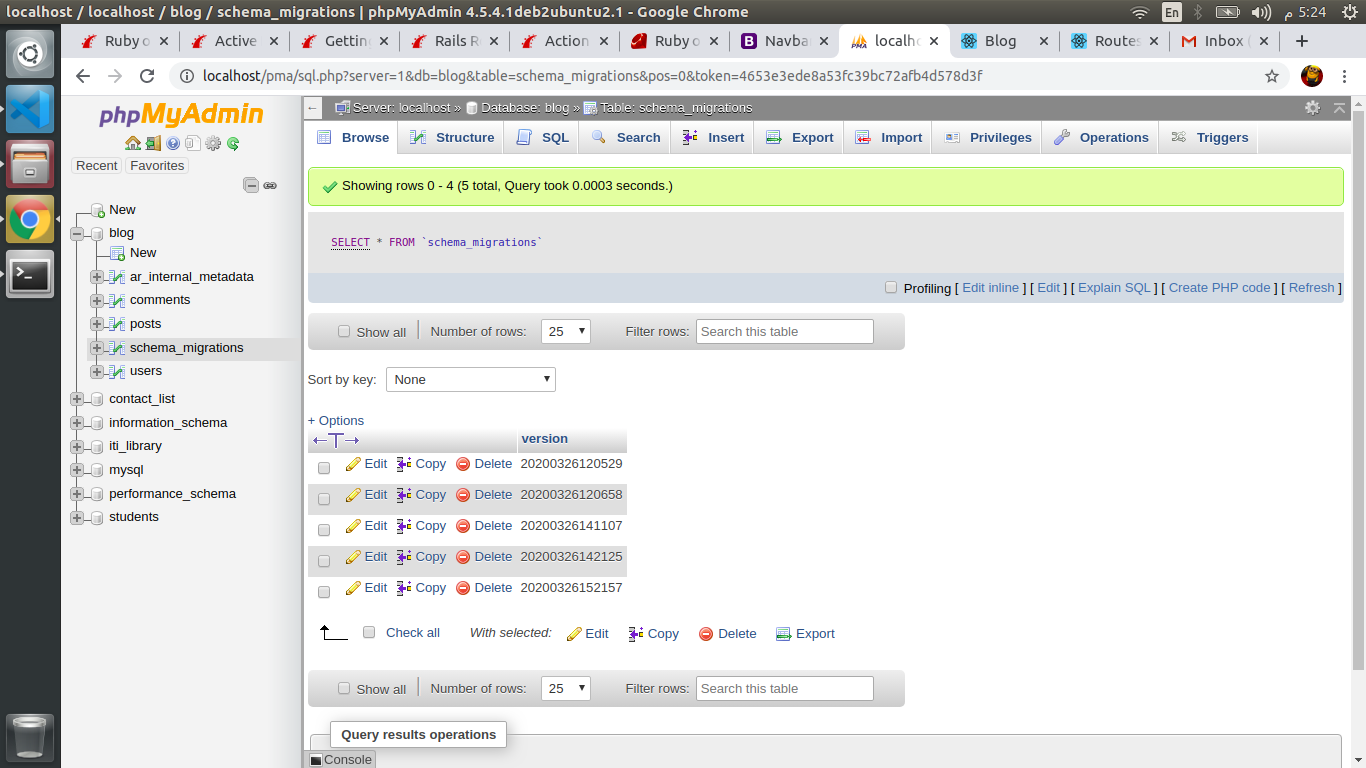 localhost / localhost / blog / schema_migrations | phpMyAdmin 4.5.4.1deb2ubuntu2.1 - Google Chrome
En
م 5:24
Ruby o
Active
Gettin
Rails R
Action
Ruby o
Navba
localh
Blog
Routes
Inbox (
localhost/pma/sql.php?server=1&db=blog&table=schema_migrations&pos=0&token=4653e3ede8a53fc39bc72afb4d578d3f
phpMyAdmin
Recent
Favorites
New
blog
New
ar_internal_metadata
comments
posts
schema_migrations
users
contact_list
information_schema
iti_library
mysql
performance_schema
students
Server: localhost » Database: blog » Table: schema_migrations
Browse
Structure
SQL
Search
Insert
Export
Import
Privileges
Operations
Triggers
Showing rows 0 - 4 (5 total, Query took 0.0003 seconds.)
SELECT * FROM `schema_migrations`
Profiling [ Edit inline ] [ Edit ] [ Explain SQL ] [ Create PHP code ] [ Refresh ]
Show all | Number of rows: 25 Filter rows: Search this table
Sort by key: None
+ Options
←T→ version
Edit Copy Delete 20200326120529
Edit Copy Delete 20200326120658
Edit Copy Delete 20200326141107
Edit Copy Delete 20200326142125
Edit Copy Delete 20200326152157
Check all With selected: Edit Copy Delete Export
Show all | Number of rows: 25 Filter rows: Search this table
Query results operations
Console